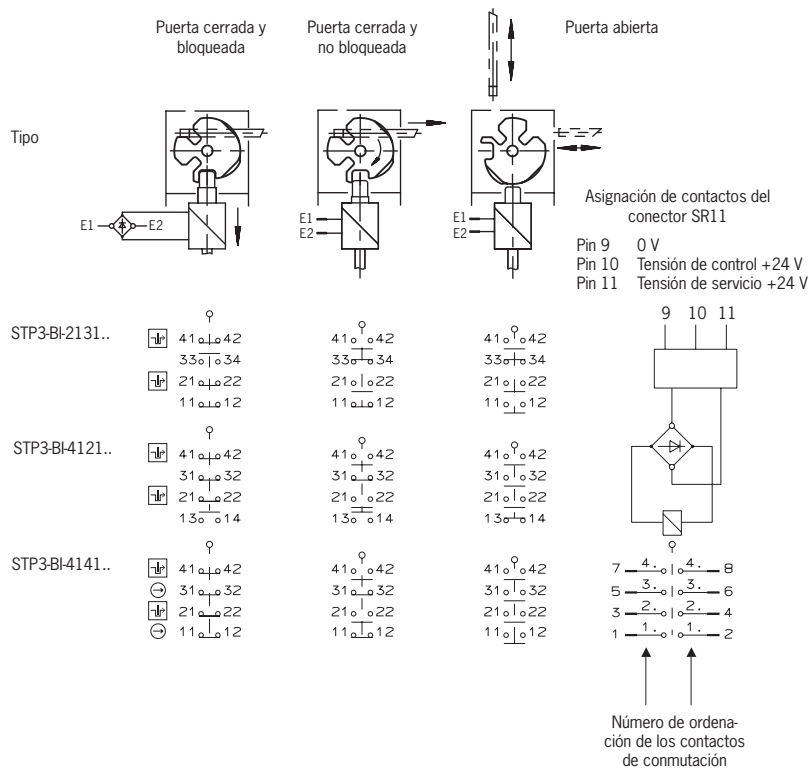 Puerta cerrada y
bloqueada
Puerta cerrada y
no bloqueada
Puerta abierta
Tipo
E1
E2
E1
E2
E1
E2
Asignación de contactos del
conector SR11
Pin 9 0 V
Pin 10 Tensión de control +24 V
Pin 11 Tensión de servicio +24 V
9 10 11
STP3-BI-2131..
41 42
33 34
21 22
11 12
41 42
33 34
21 22
11 12
41 42
33 34
21 22
11 12
STP3-BI-4121..
41 42
31 32
21 22
13 14
41 42
31 32
21 22
13 14
41 42
31 32
21 22
13 14
STP3-BI-4141..
41 42
31 32
21 22
11 12
41 42
31 32
21 22
11 12
41 42
31 32
21 22
11 12
7 4. 4. 8
5 3. 3. 6
3 2. 2. 4
1 1. 1. 2
Número de ordena-
ción de los contactos
de conmutación